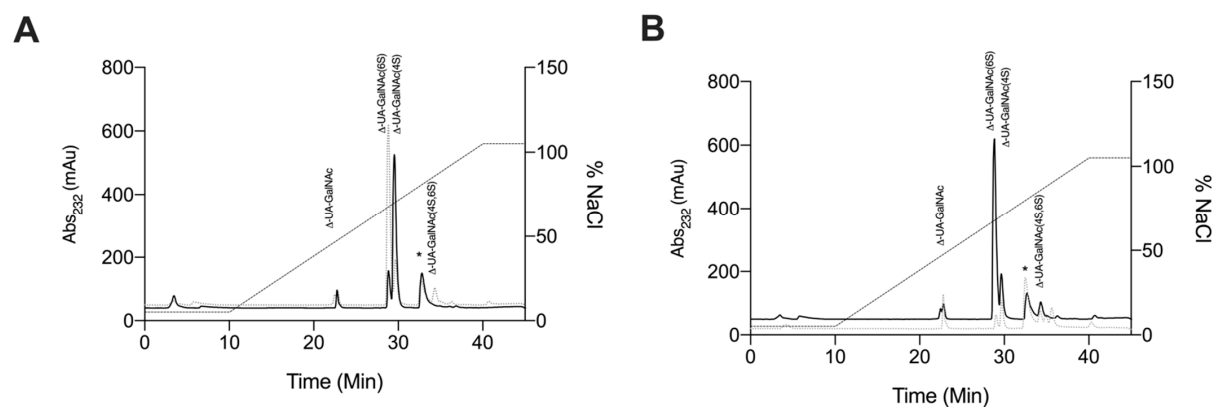 A
800
600
400
200
0
Abs232 (mAu)
0
10
20
30
40
Time (Min)
150
100
50
0
% NaCl
Δ-UA-GalNAc
Δ-UA-GalNAc(6S)
Δ-UA-GalNAc(4S)
*
Δ-UA-GalNAc(4S,6S)
B
800
600
400
200
0
Abs232 (mAu)
0
10
20
30
40
Time (Min)
150
100
50
0
% NaCl
Δ-UA-GalNAc
Δ-UA-GalNAc(6S)
Δ-UA-GalNAc(4S)
*
Δ-UA-GalNAc(4S,6S)